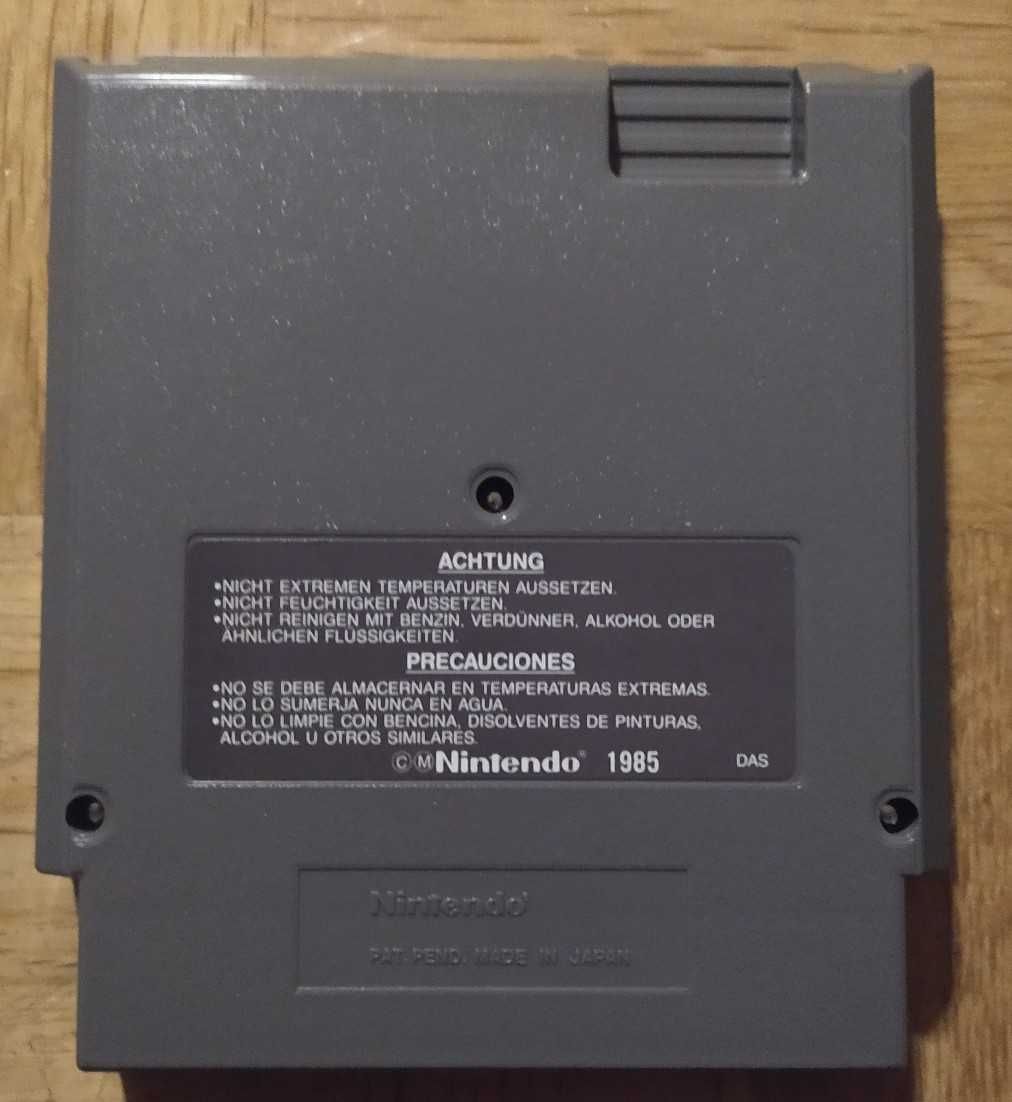 ACHTUNG
•NICHT EXTREMEN TEMPERATUREN AUSSETZEN.
•NICHT FEUCHTIGKEIT AUSSETZEN.
•NICHT REINIGEN MIT BENZIN, VERDÜNNER, ALKOHOL ODER
ÄHNLICHEN FLÜSSIGKEITEN.
PRECAUCIONES
•NO SE DEBE ALMACERNAR EN TEMPERATURAS EXTREMAS.
•NO LO SUMERJA NUNCA EN AGUA.
•NO LO LIMPIE CON BENCINA, DISOLVENTES DE PINTURAS,
ALCOHOL U OTROS SIMILARES.
ⒸⓂNintendo® 1985 DAS
Nintendo
PAT. PEND. MADE IN JAPAN